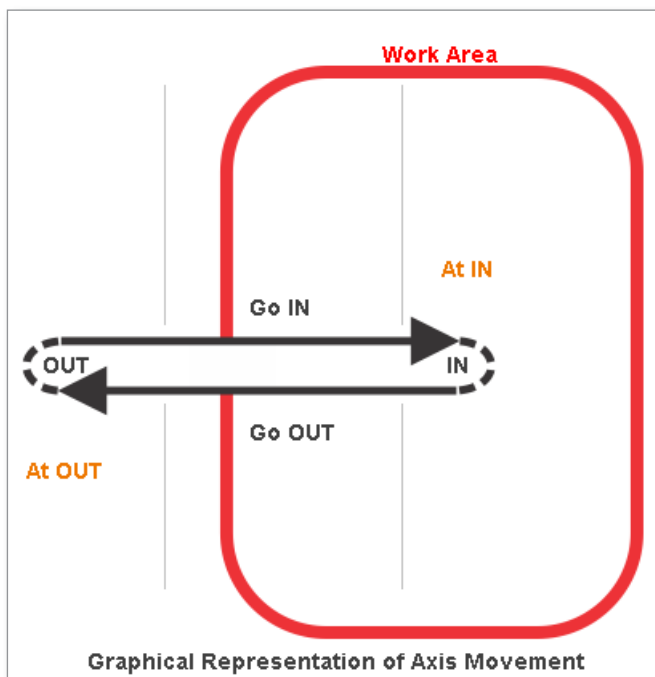 Work Area
At IN
Go IN
OUT
IN
Go OUT
At OUT
Graphical Representation of Axis Movement